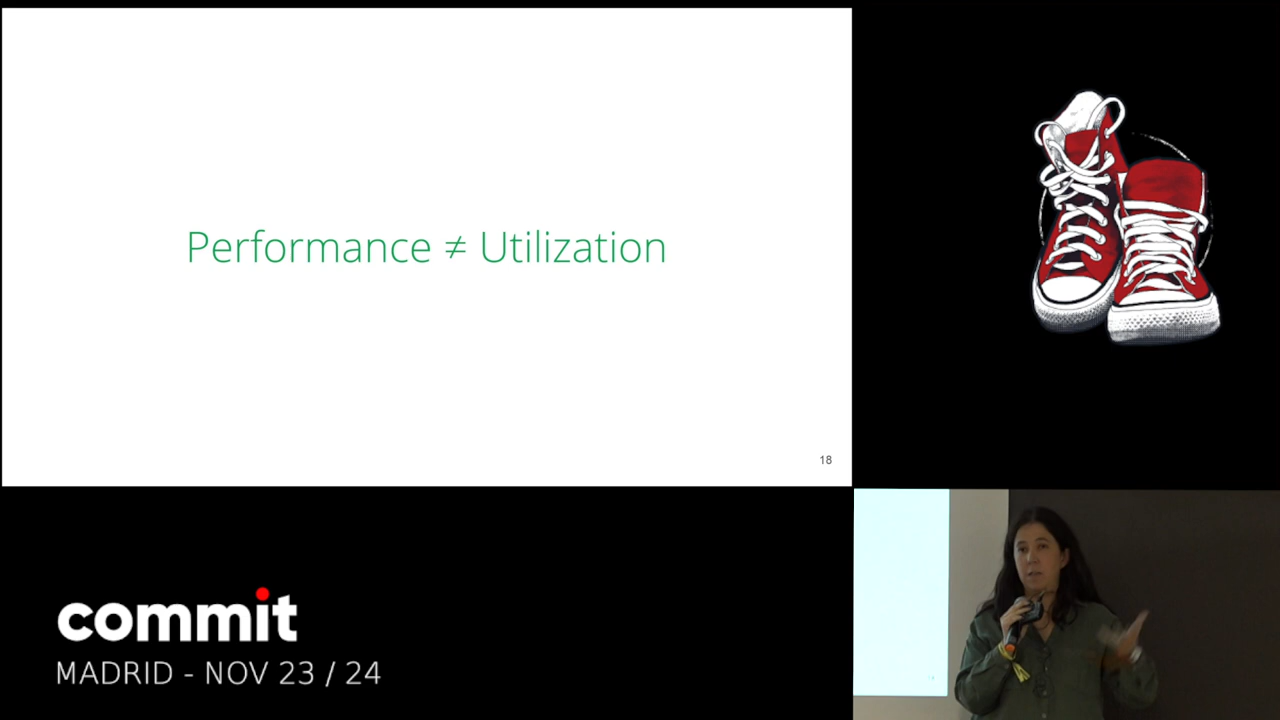 Performance ≠ Utilization
18
commit
MADRID - NOV 23 / 24